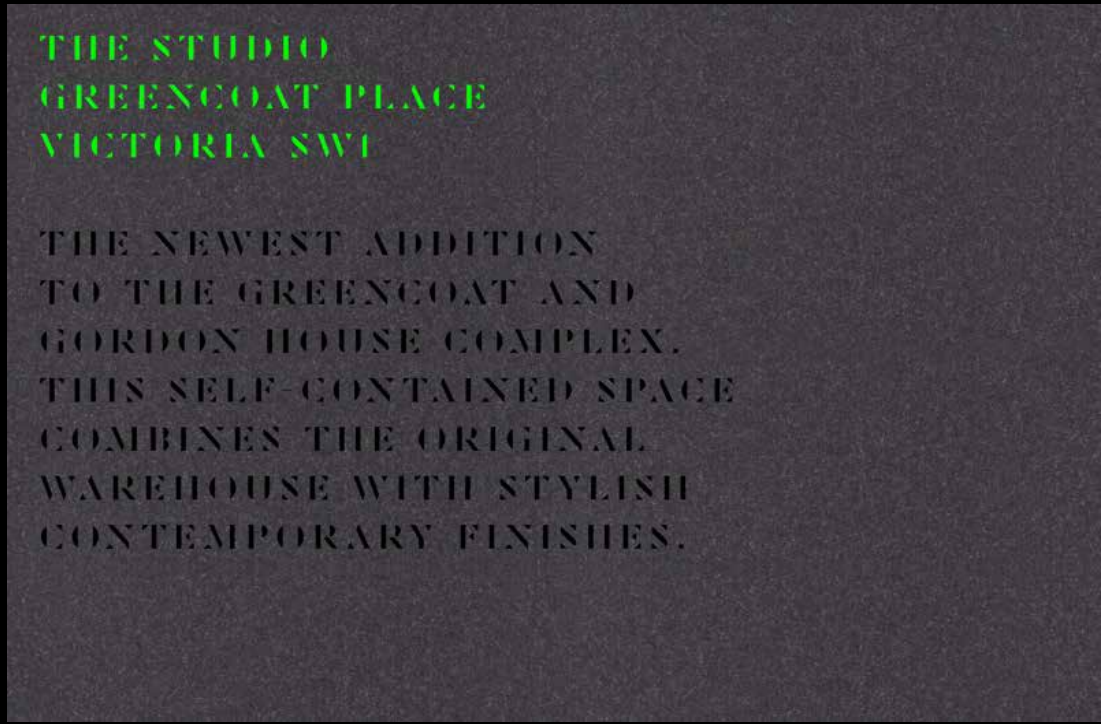 THE STUDIO
GREENCOAT PLACE
VICTORIA SW1
THE NEWEST ADDITION
TO THE GREENCOAT AND
GORDON HOUSE COMPLEX.
THIS SELF-CONTAINED SPACE
COMBINES THE ORIGINAL
WAREHOUSE WITH STYLISH
CONTEMPORARY FINISHES.